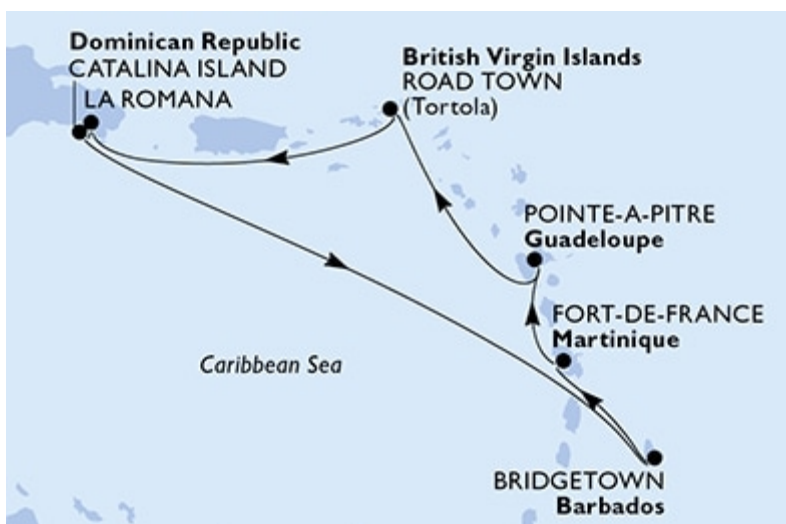 Dominican Republic
CATALINA ISLAND
LA ROMANA
British Virgin Islands
ROAD TOWN
(Tortola)
POINTE-A-PITRE
Guadeloupe
FORT-DE-FRANCE
Martinique
Caribbean Sea
BRIDGETOWN
Barbados